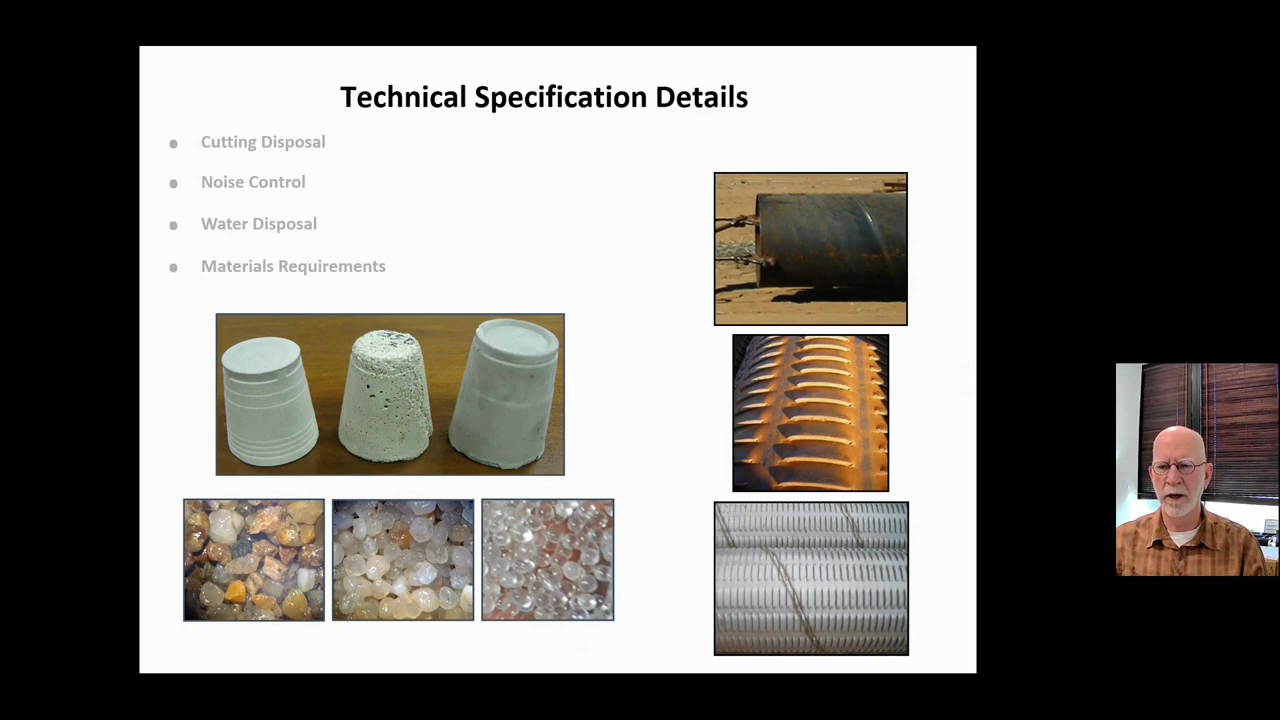 Technical Specification Details
Cutting Disposal
Noise Control
Water Disposal
Materials Requirements